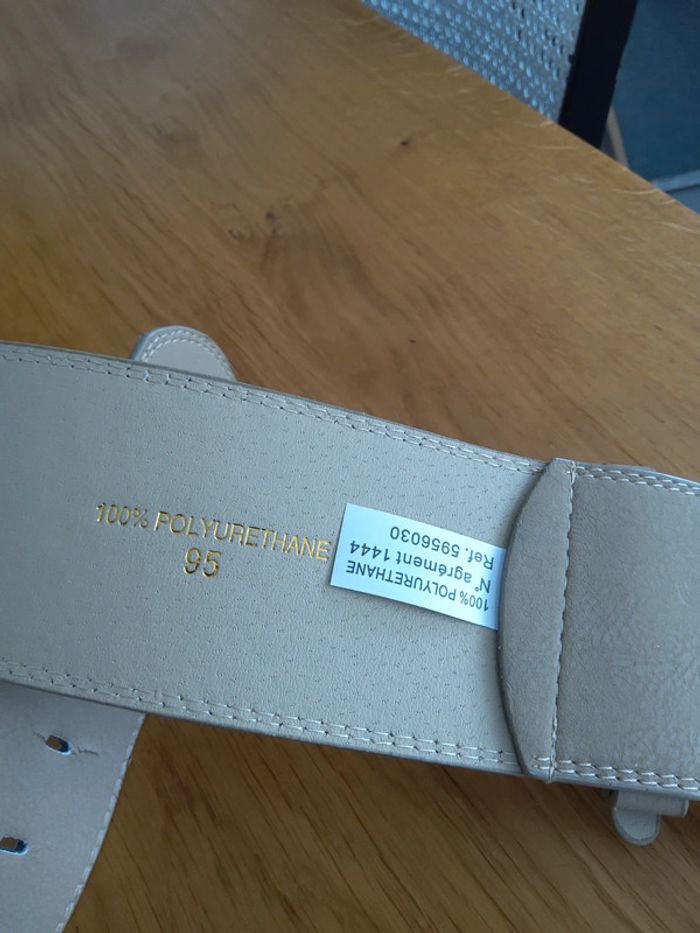 100% POLYURETHANE
95
100% POLYURETHANE
N° agrément 1444
Ref. 5956030